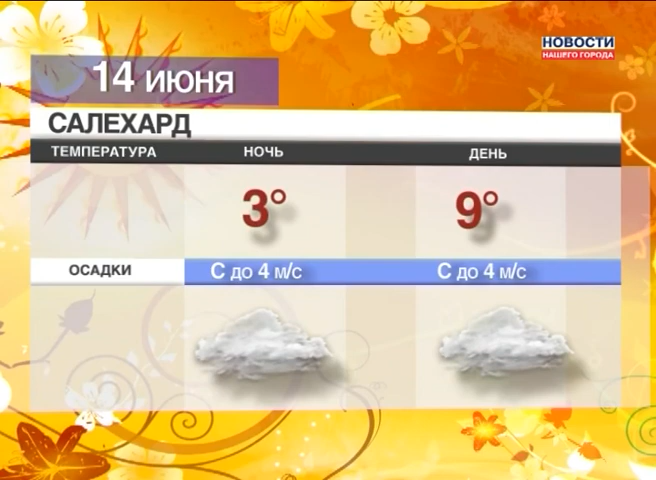 НОВОСТИ
НАШЕГО ГОРОДА
14 ИЮНЯ
САЛЕХАРД
ТЕМПЕРАТУРА НОЧЬ ДЕНЬ
3° 9°
ОСАДКИ С ДО 4 М/С С ДО 4 М/С